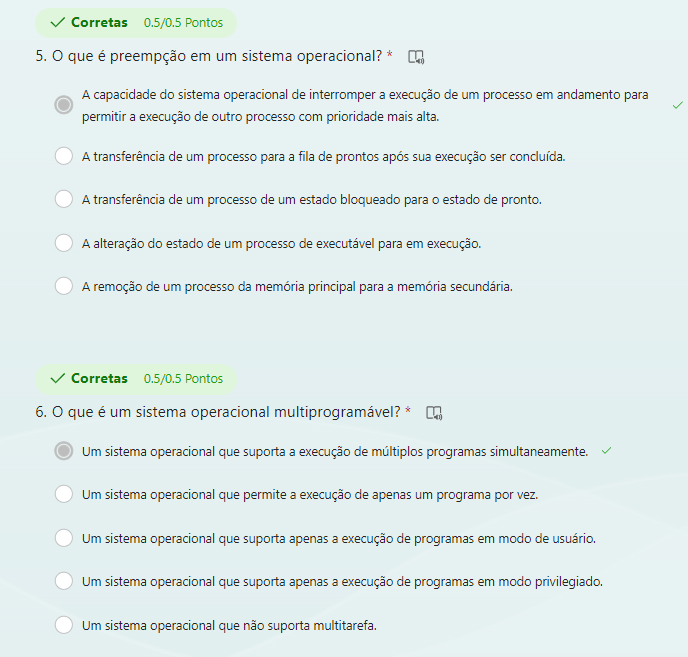 Corretas 0.5/0.5 Pontos
5. O que é preempção em um sistema operacional? *
A capacidade do sistema operacional de interromper a execução de um processo em andamento para
permitir a execução de outro processo com prioridade mais alta.
A transferência de um processo para a fila de prontos após sua execução ser concluída.
A transferência de um processo de um estado bloqueado para o estado de pronto.
A alteração do estado de um processo de executável para em execução.
A remoção de um processo da memória principal para a memória secundária.
Corretas 0.5/0.5 Pontos
6. O que é um sistema operacional multiprogramável? *
Um sistema operacional que suporta a execução de múltiplos programas simultaneamente.
Um sistema operacional que permite a execução de apenas um programa por vez.
Um sistema operacional que suporta apenas a execução de programas em modo de usuário.
Um sistema operacional que suporta apenas a execução de programas em modo privilegiado.
Um sistema operacional que não suporta multitarefa.